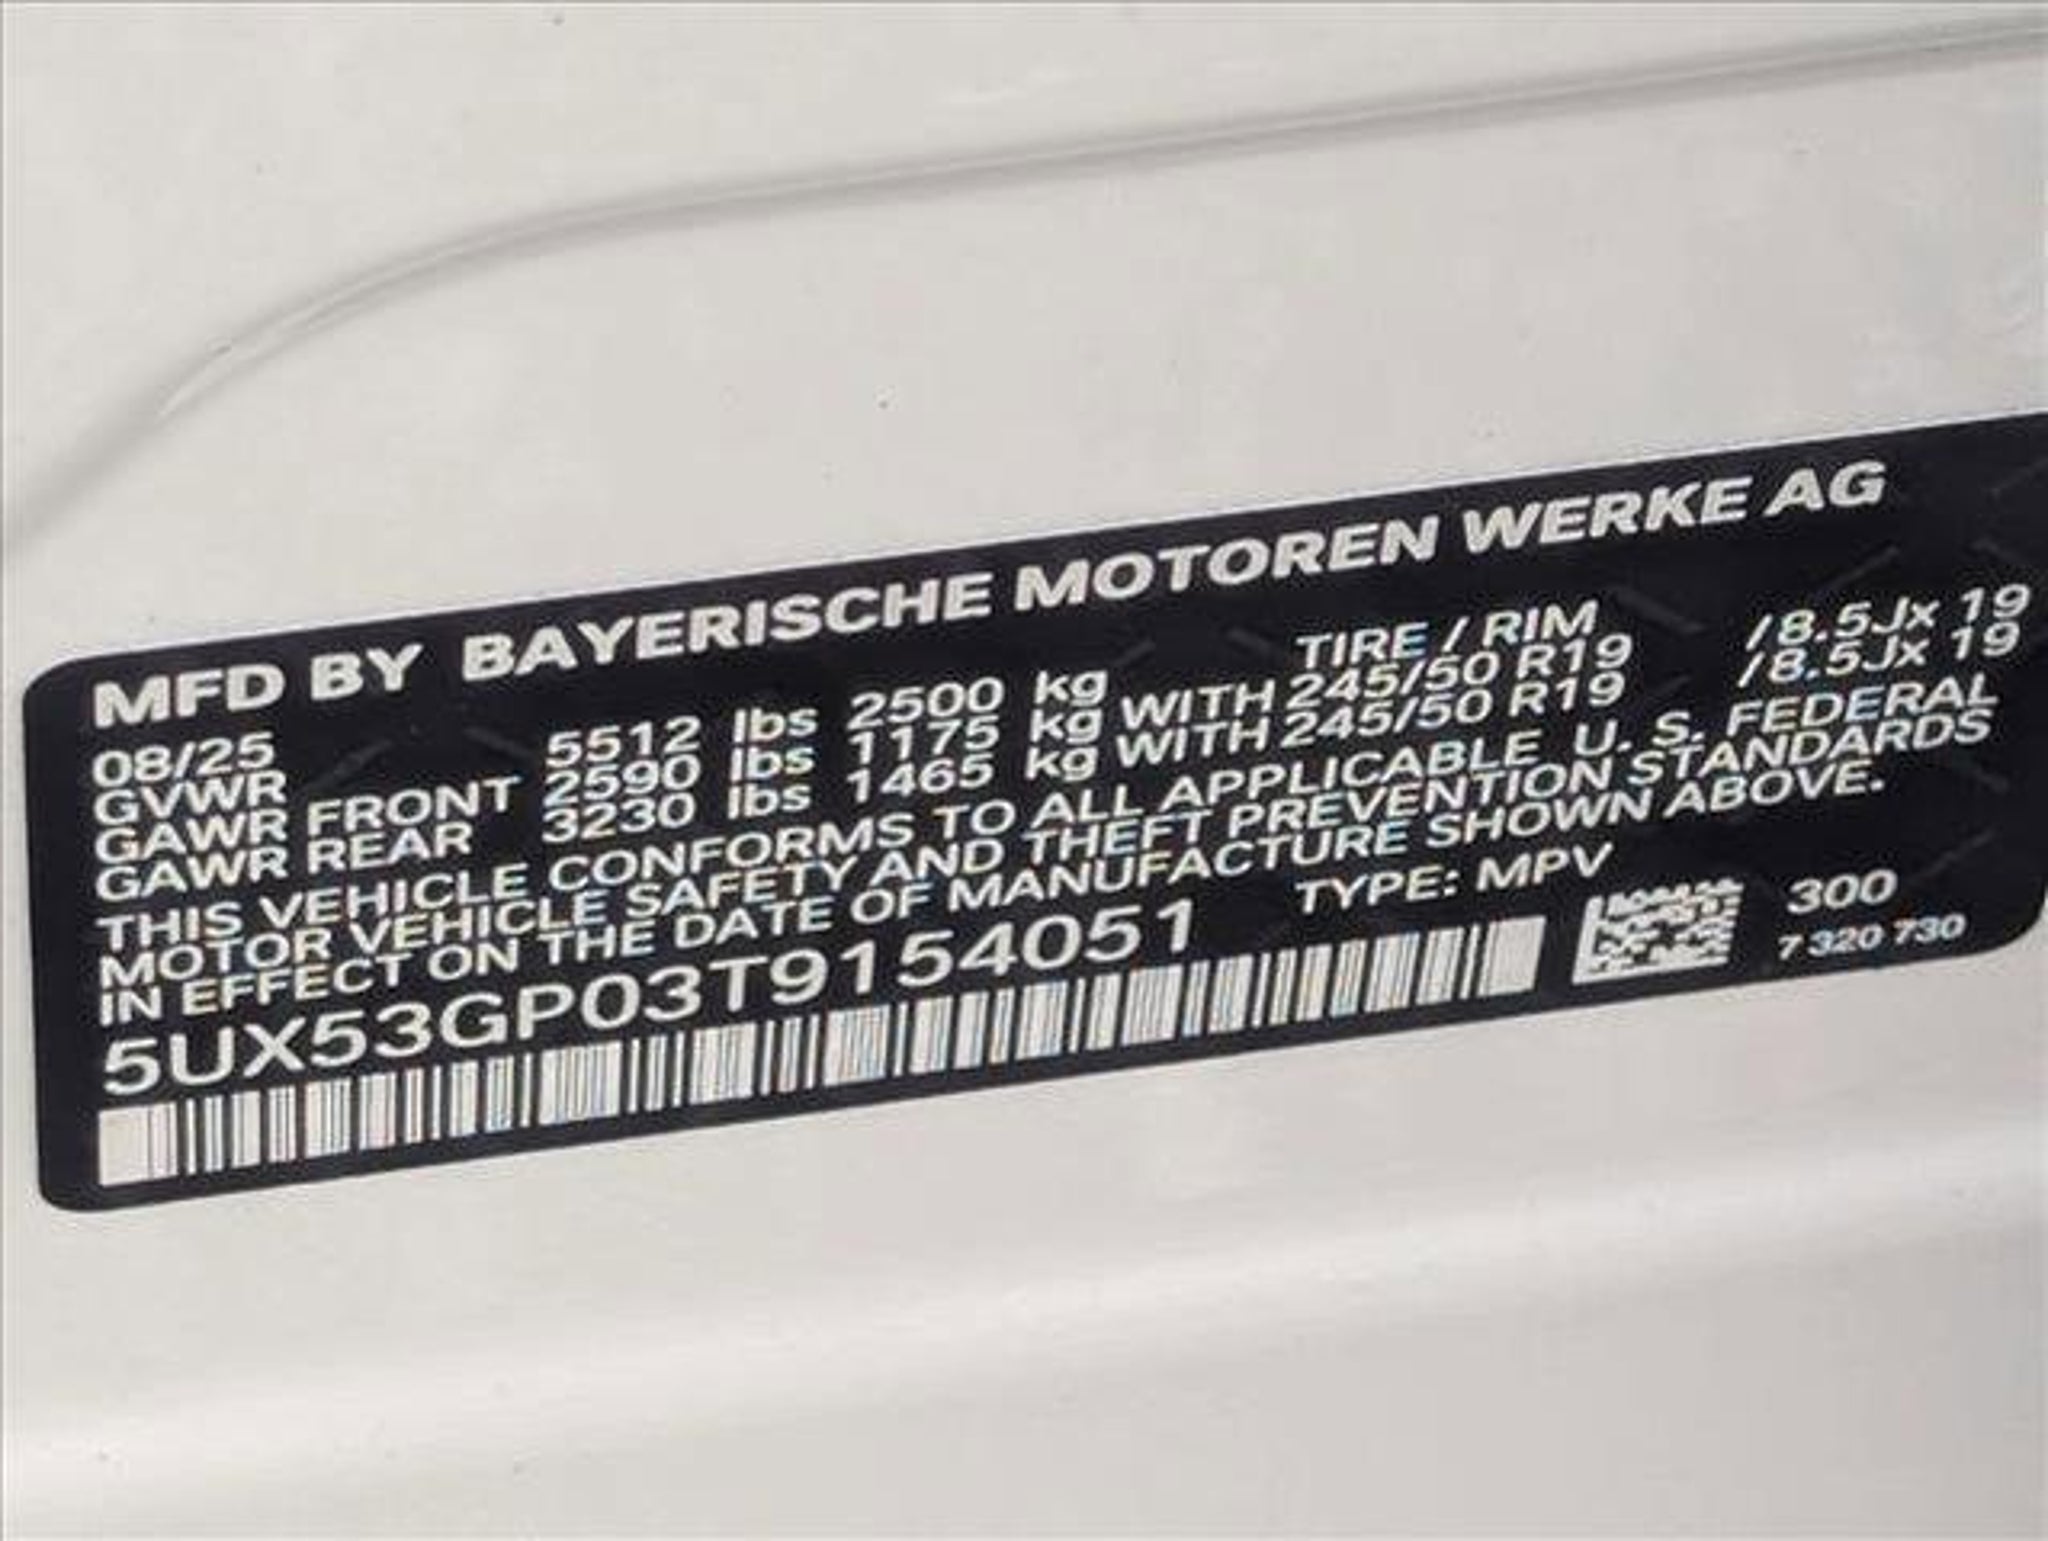 MFD BY BAYERISCHE MOTOREN WERKE AG
08/25 TIRE / RIM
GVWR 5512 lbs 2500 kg
GAWR FRONT 2590 lbs 1175 kg WITH 245/50 R19 /8.5Jx 19
GAWR REAR 3230 lbs 1465 kg WITH 245/50 R19 /8.5Jx 19
THIS VEHICLE CONFORMS TO ALL APPLICABLE U. S. FEDERAL
MOTOR VEHICLE SAFETY AND THEFT PREVENTION STANDARDS
IN EFFECT ON THE DATE OF MANUFACTURE SHOWN ABOVE.
5UX53GP03T9154051 TYPE: MPV
300
7 320 730